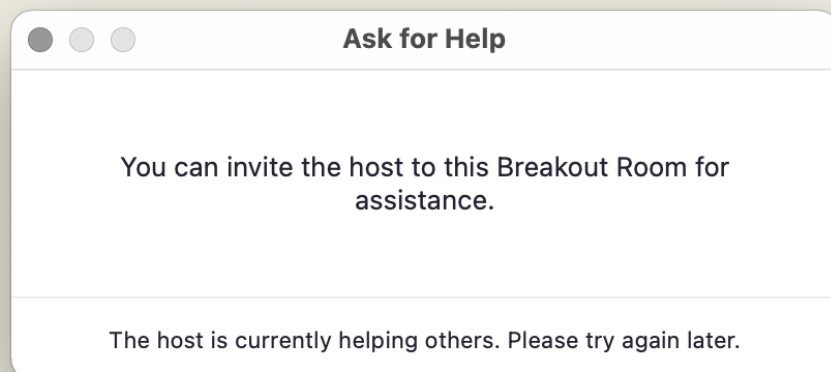 Ask for Help
You can invite the host to this Breakout Room for
assistance.
The host is currently helping others. Please try again later.